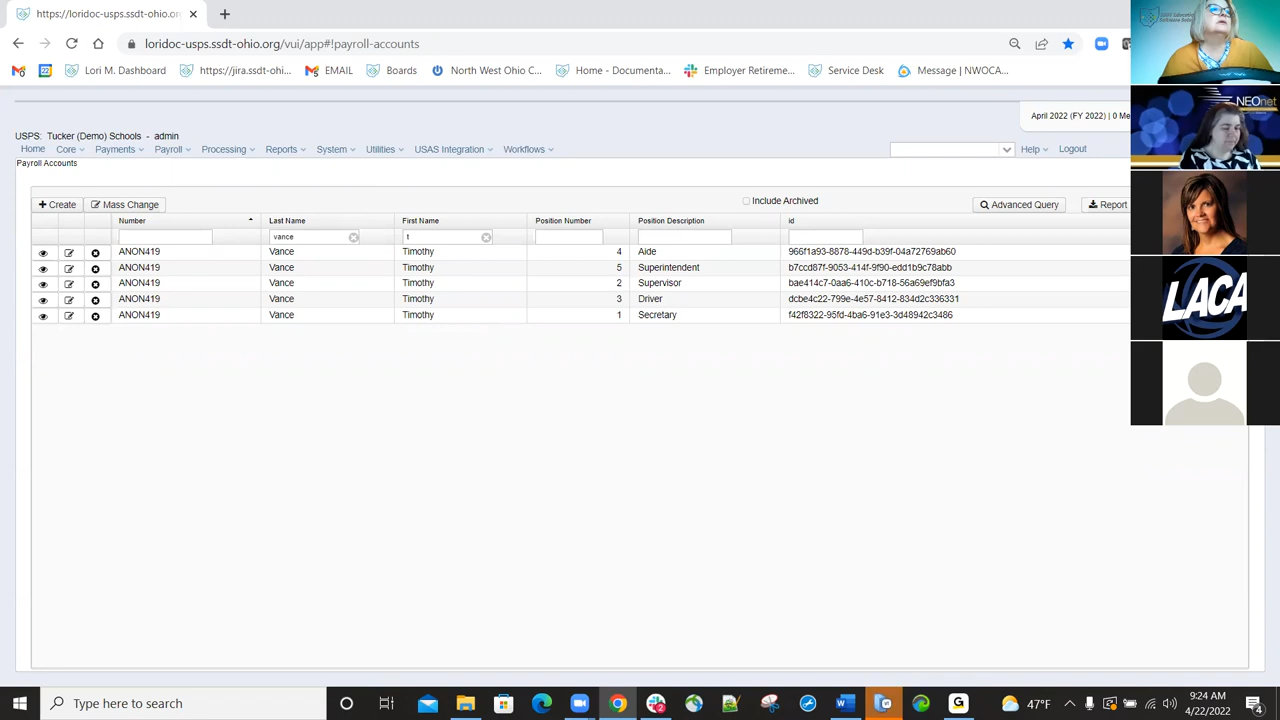 https://loridoc-usps.ssdt-ohio.or
loridoc-usps.ssdt-ohio.org/vui/app#!payroll-accounts
Lori M. Dashboard
https://jira.ssdt-ohi...
EMAIL
Boards
North West Oh
Home - Documenta...
Employer Retireme...
Service Desk
Messag
NWOCA...
April 2022 (FY 2022) | 0 Me
USPS: Tucker (Demo) Schools - admin
Home Core Payments Payroll Processing Reports System Utilities USAS Integration Workflows Help Logout
Payroll Accounts
Create Mass Change Include Archived Advanced Query Report
Number Last Name First Name Position Number Position Description id
vance t
ANON419 Vance Timothy 4 Aide 966f1a93-8878-449d-b39f-04a72769ab60
ANON419 Vance Timothy 5 Superintendent b7ccd87f-9053-414f-9f90-edd1b9c78abb
ANON419 Vance Timothy 2 Supervisor bae414c7-0aa6-410c-b718-56a69ef9bfa3
ANON419 Vance Timothy 3 Driver dcbe4c22-799e-4e57-8412-834d2c336331
ANON419 Vance Timothy 1 Secretary f42f8322-95fd-4ba6-91e3-3d48942c3486
NEOnet
LACA
Type here to search
47°F
9:24 AM
4/22/2022
4